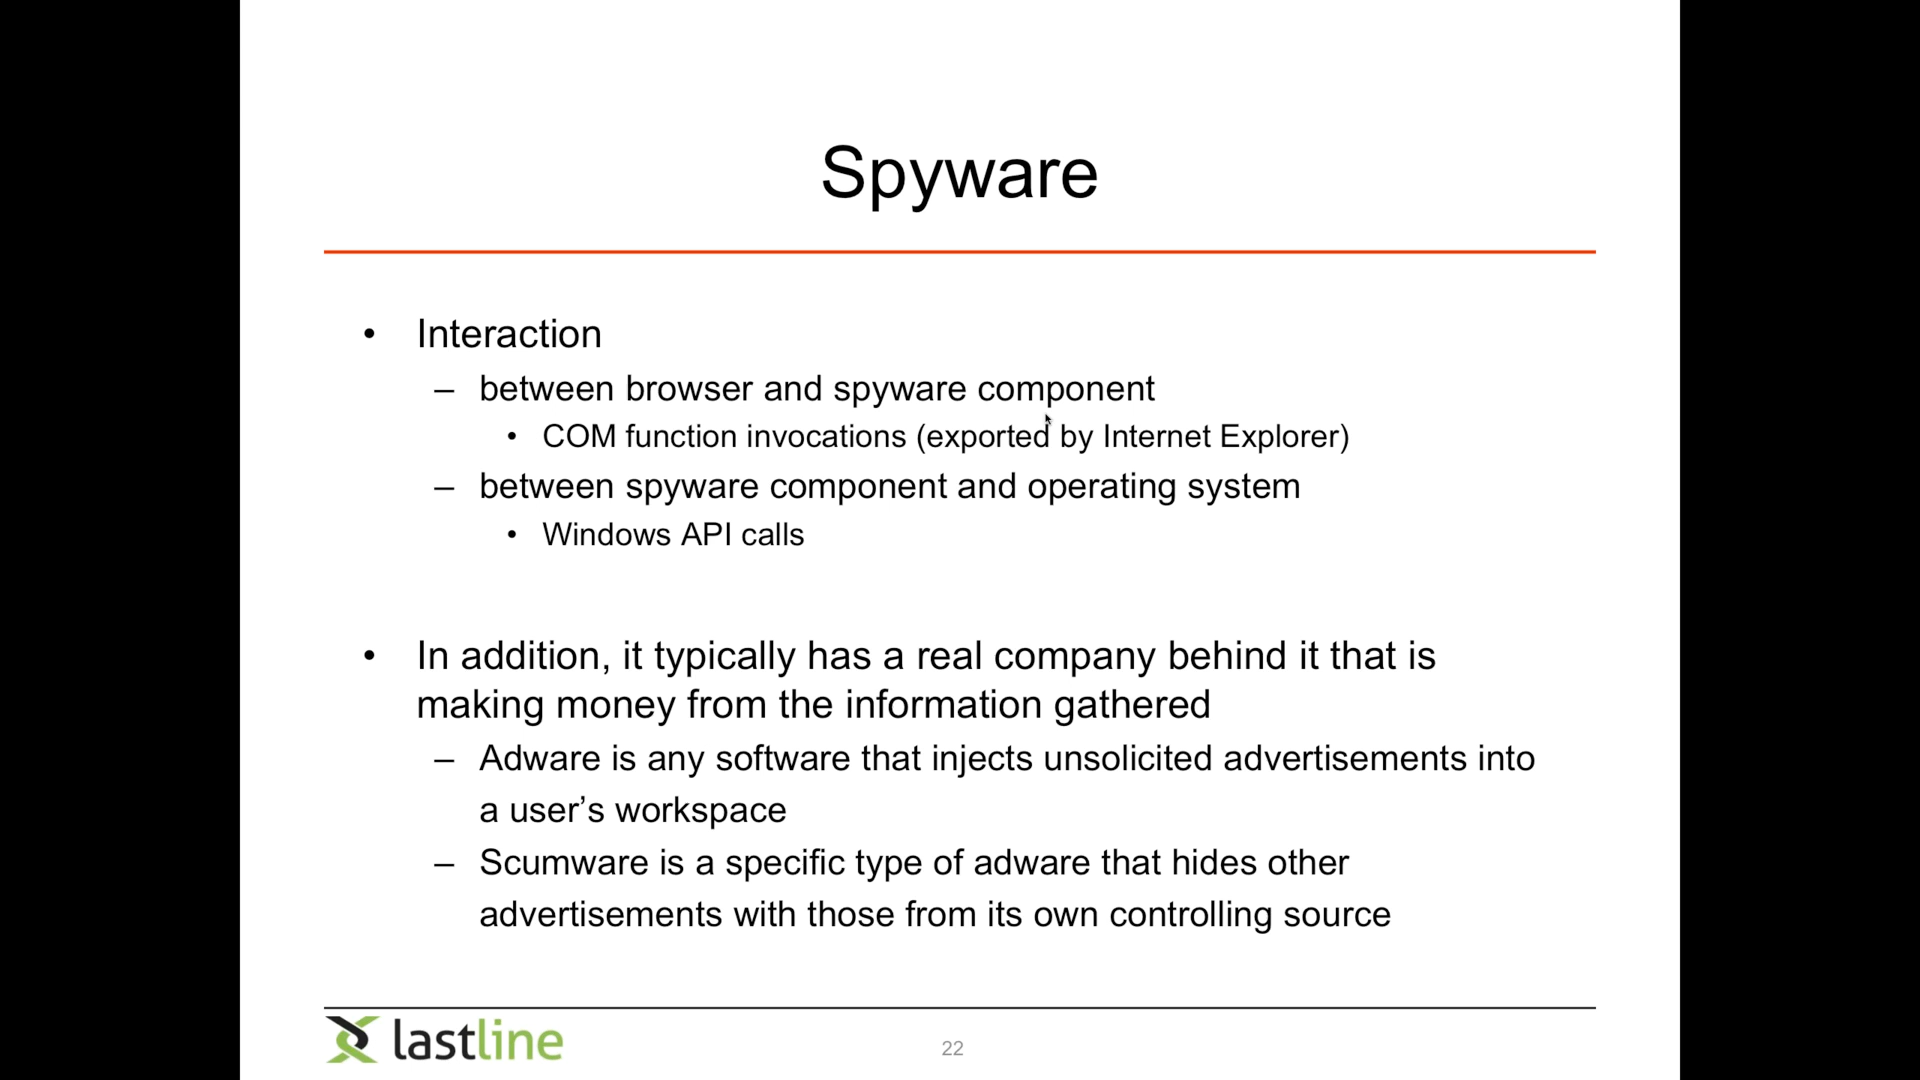 Spyware
• Interaction
– between browser and spyware component
• COM function invocations (exported by Internet Explorer)
– between spyware component and operating system
• Windows API calls
• In addition, it typically has a real company behind it that is
making money from the information gathered
– Adware is any software that injects unsolicited advertisements into
a user’s workspace
– Scumware is a specific type of adware that hides other
advertisements with those from its own controlling source
lastline
22